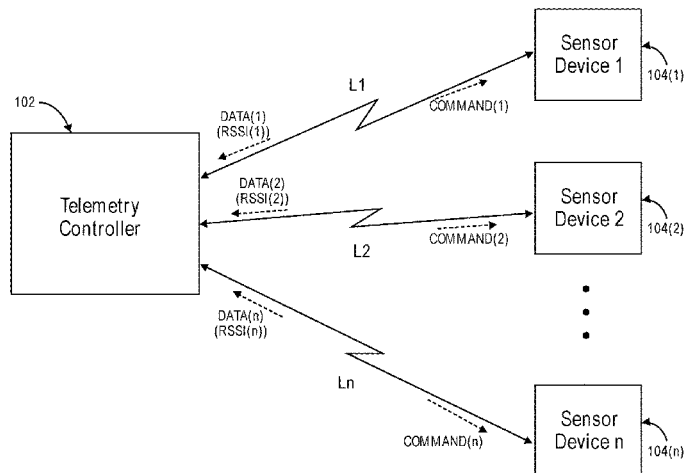 102
Telemetry
Controller
Sensor
Device 1
104(1)
L1
DATA(1)
(RSSI(1))
COMMAND(1)
Sensor
Device 2
104(2)
DATA(2)
(RSSI(2))
L2
COMMAND(2)
DATA(n)
(RSSI(n))
Ln
COMMAND(n)
Sensor
Device n
104(n)